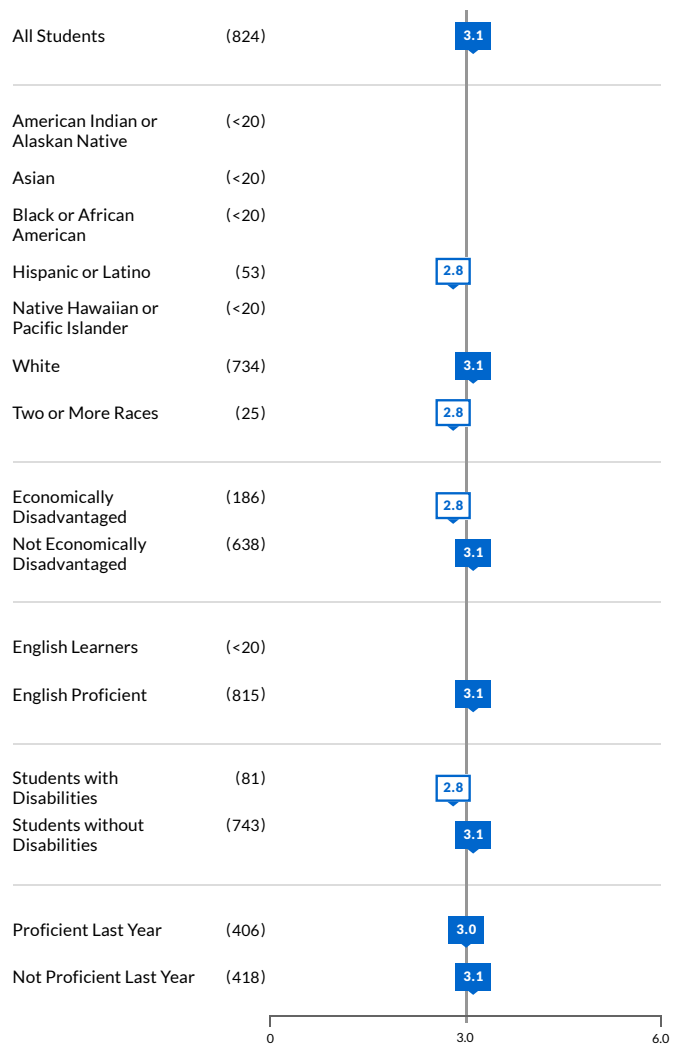 All Students (824) 3.1
American Indian or (<20)
Alaskan Native
Asian (<20)
Black or African (<20)
American
Hispanic or Latino (53) 2.8
Native Hawaiian or (<20)
Pacific Islander
White (734) 3.1
Two or More Races (25) 2.8
Economically (186) 2.8
Disadvantaged
Not Economically (638) 3.1
Disadvantaged
English Learners (<20)
English Proficient (815) 3.1
Students with (81) 2.8
Disabilities
Students without (743) 3.1
Disabilities
Proficient Last Year (406) 3.0
Not Proficient Last Year (418) 3.1
0 3.0 6.0